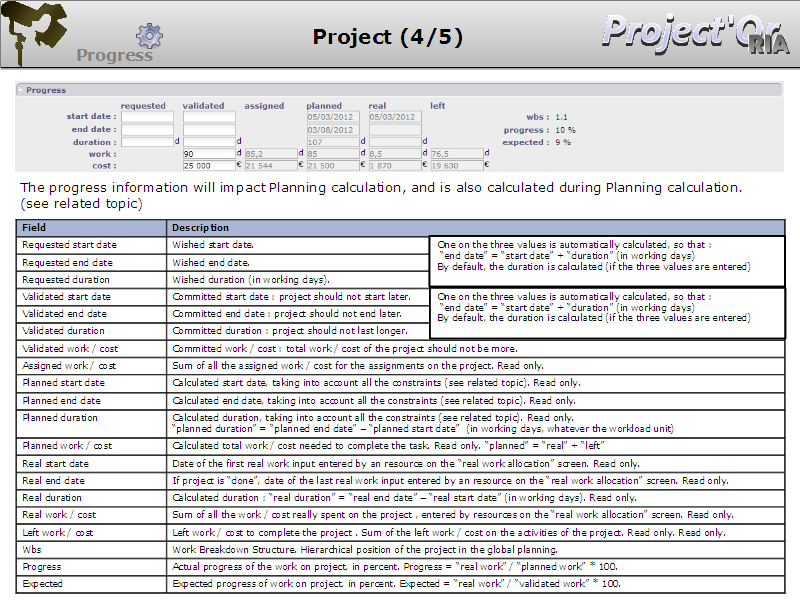 Project (4/5)
Project'Or
RIA
Progress
Progress
requested validated assigned planned real left
start date : 05/03/2012 05/03/2012 wbs : 1.1
end date : 03/08/2012 progress : 10 %
duration : d d 107 d d expected : 9 %
work : 90 d 85,2 d 85 d 8,5 d 76,5 d
cost : 25 000 € 21 544 € 21 500 € 1 870 € 19 630 €
The progress information will impact Planning calculation, and is also calculated during Planning calculation.
(see related topic)
Field Description
Requested start date Wished start date.
Requested end date Wished end date.
Requested duration Wished duration (in working days).
One on the three values is automatically calculated, so that :
“end date” = “start date” + “duration” (in working days)
By default, the duration is calculated (if the three values are entered)
Validated start date Committed start date : project should not start later.
Validated end date Committed end date : project should not end later.
Validated duration Committed duration : project should not last longer.
One on the three values is automatically calculated, so that :
“end date” = “start date” + “duration” (in working days)
By default, the duration is calculated (if the three values are entered)
Validated work / cost Committed work / cost : total work / cost of the project should not be more.
Assigned work / cost Sum of all the assigned work / cost for the assignments on the project. Read only.
Planned start date Calculated start date, taking into account all the constraints (see related topic). Read only.
Planned end date Calculated end date, taking into account all the constraints (see related topic). Read only.
Planned duration Calculated duration, taking into account all the constraints (see related topic). Read only.
“planned duration” = “planned end date” – “planned start date” (in working days, whatever the workload unit)
Planned work / cost Calculated total work / cost needed to complete the task. Read only. “planned” = “real” + “left”
Real start date Date of the first real work input entered by an resource on the “real work allocation” screen. Read only.
Real end date If project is “done”, date of the last real work input entered by an resource on the “real work allocation” screen. Read only.
Real duration Calculated duration : “real duration” = “real end date” – “real start date” (in working days). Read only.
Real work / cost Sum of all the work / cost really spent on the project , entered by resources on the “real work allocation” screen. Read only.
Left work / cost Left work / cost to complete the project . Sum of the left work / cost on the activities of the project. Read only. Read only.
Wbs Work Breakdown Structure. Hierarchical position of the project in the global planning.
Progress Actual progress of the work on project, in percent. Progress = “real work” / “planned work” * 100.
Expected Expected progress of work on project, in percent. Expected = “real work” / “validated work” * 100.